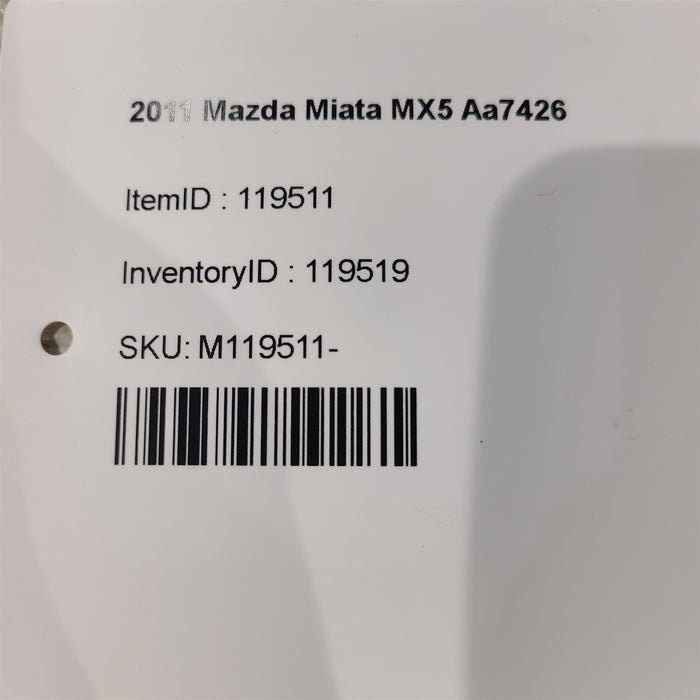 2011 Mazda Miata MX5 Aa7426
ItemID : 119511
InventoryID : 119519
SKU: M119511-